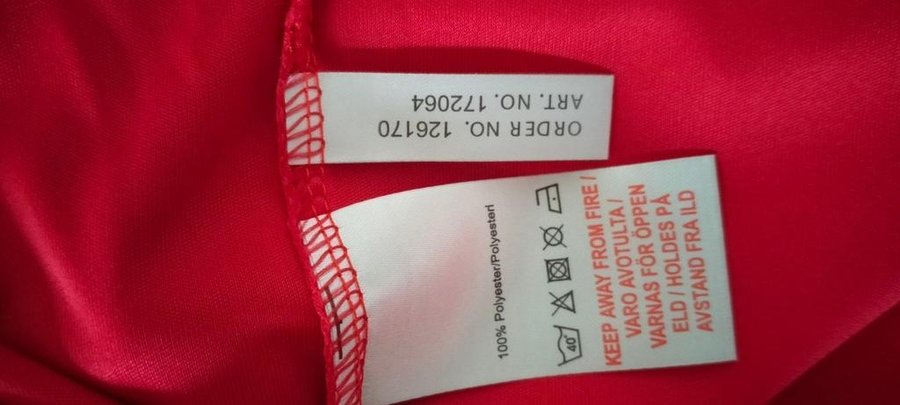 ORDER NO. 126170
ART. NO. 172064
100% Polyester/Polyesteri
40°
KEEP AWAY FROM FIRE /
VARO AVOTULTA /
VARNAS FÖR ÖPPEN
ELD / HOLDES PÅ
AVSTAND FRA ILD